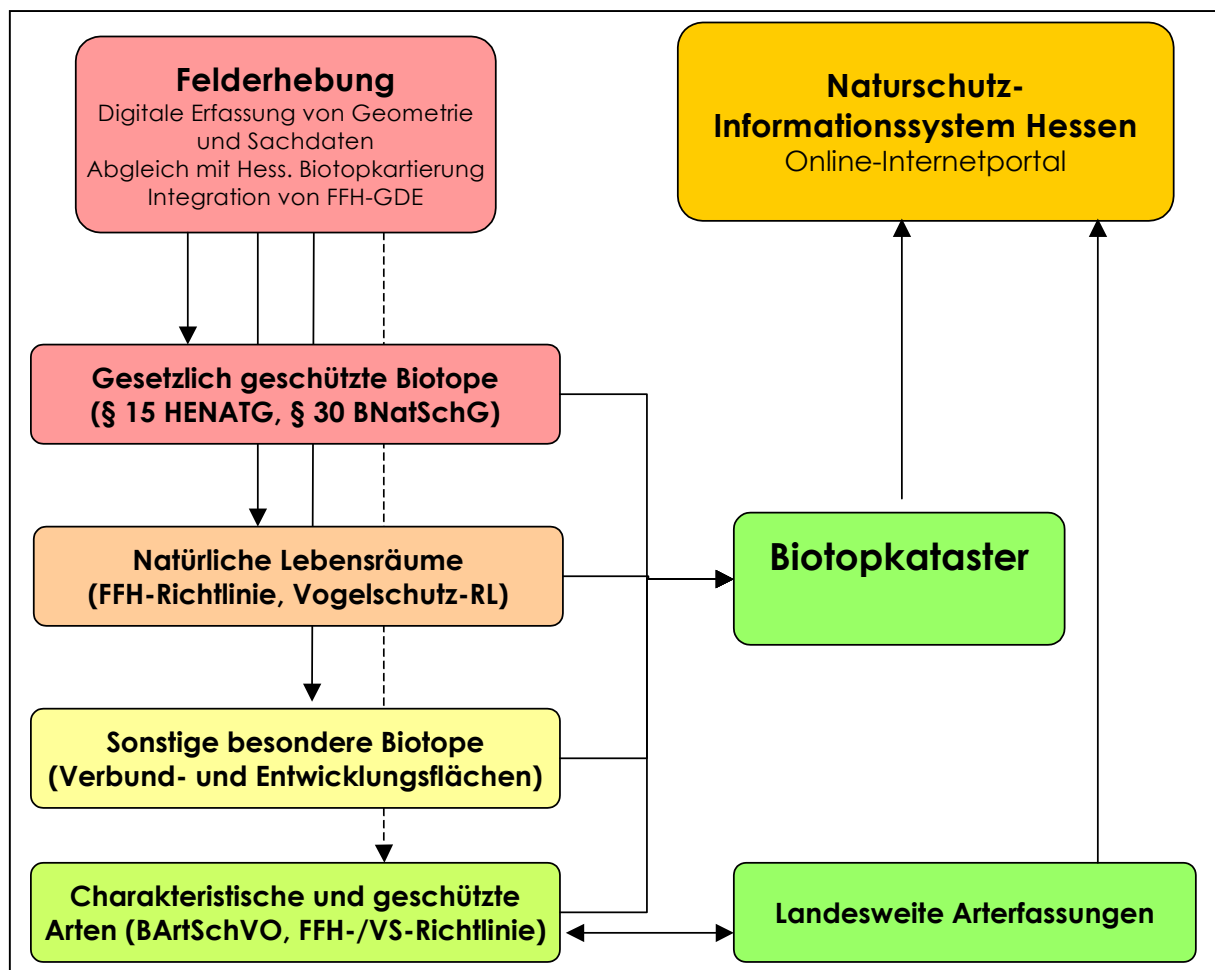 Felderhebung
Digitale Erfassung von Geometrie
und Sachdaten
Abgleich mit Hess. Biotopkartierung
Integration von FFH-GDE
Naturschutz-
Informationssystem Hessen
Online-Internetportal
Gesetzlich geschützte Biotope
(§ 15 HENATG, § 30 BNatSchG)
Natürliche Lebensräume
(FFH-Richtlinie, Vogelschutz-RL)
Biotopkataster
Sonstige besondere Biotope
(Verbund- und Entwicklungsflächen)
Charakteristische und geschützte
Arten (BArtSchVO, FFH-/VS-Richtlinie)
Landesweite Arterfassungen